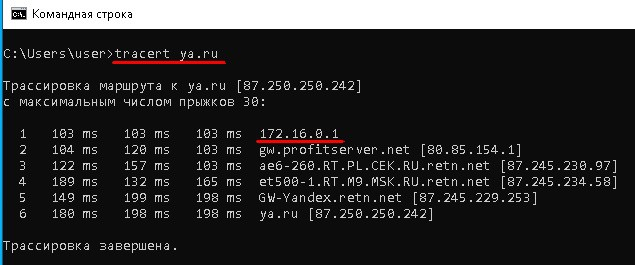 Командная строка
C:\Users\user>tracert ya.ru
Трассировка маршрута к ya.ru [87.250.250.242]
с максимальным числом прыжков 30:
1 103 ms 103 ms 103 ms 172.16.0.1
2 104 ms 120 ms 103 ms gw.profitserver.net [80.85.154.1]
3 122 ms 157 ms 103 ms ae6-260.RT.PL.CEK.RU.retn.net [87.245.230.97]
4 189 ms 132 ms 165 ms et500-1.RT.M9.MSK.RU.retn.net [87.245.234.58]
5 149 ms 199 ms 198 ms GW-Yandex.retn.net [87.245.229.253]
6 180 ms 198 ms 198 ms ya.ru [87.250.250.242]
Трассировка завершена.